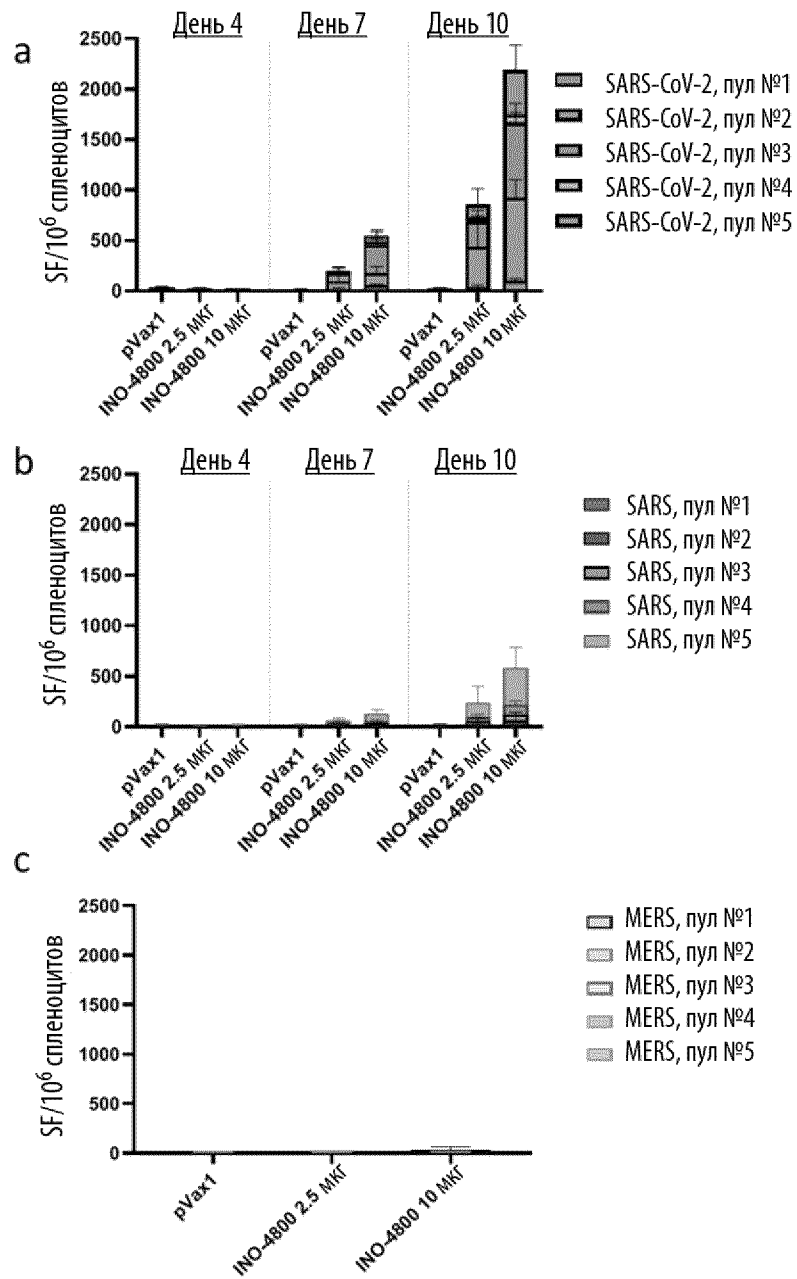 a
День 4 День 7 День 10
2500
2000
1500
1000
500
0
SF/10⁶ спленоцитов
pVax1
INO-4800 2.5 МКГ
INO-4800 10 МКГ
pVax1
INO-4800 2.5 МКГ
INO-4800 10 МКГ
pVax1
INO-4800 2.5 МКГ
INO-4800 10 МКГ
SARS-CoV-2, пул №1
SARS-CoV-2, пул №2
SARS-CoV-2, пул №3
SARS-CoV-2, пул №4
SARS-CoV-2, пул №5
b
День 4 День 7 День 10
2500
2000
1500
1000
500
0
SF/10⁶ спленоцитов
pVax1
INO-4800 2.5 МКГ
INO-4800 10 МКГ
pVax1
INO-4800 2.5 МКГ
INO-4800 10 МКГ
pVax1
INO-4800 2.5 МКГ
INO-4800 10 МКГ
SARS, пул №1
SARS, пул №2
SARS, пул №3
SARS, пул №4
SARS, пул №5
c
2500
2000
1500
1000
500
0
SF/10⁶ спленоцитов
pVax1
INO-4800 2.5 МКГ
INO-4800 10 МКГ
MERS, пул №1
MERS, пул №2
MERS, пул №3
MERS, пул №4
MERS, пул №5